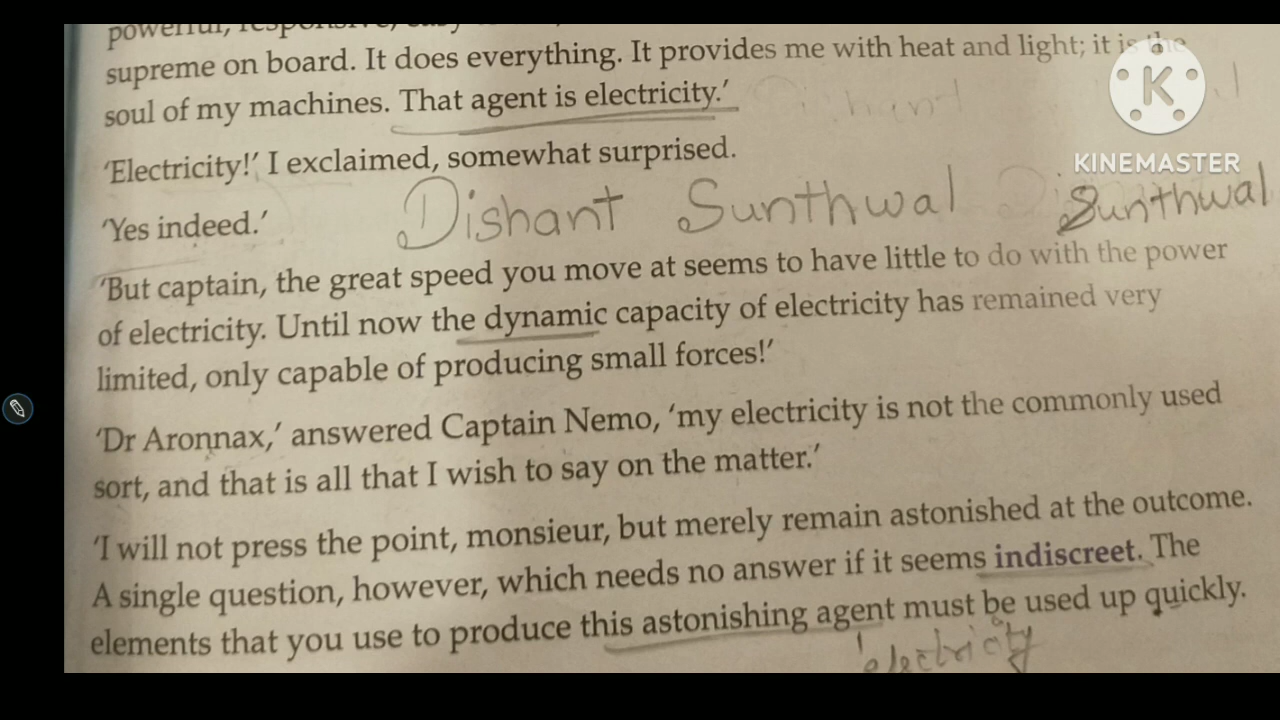 powerful, responsive, easy
supreme on board. It does everything. It provides me with heat and light; it is the
soul of my machines. That agent is electricity.’
K
KINEMASTER
‘Electricity!’ I exclaimed, somewhat surprised.
Dishant Sunthwal Sunthwal
‘Yes indeed.’
‘But captain, the great speed you move at seems to have little to do with the power
of electricity. Until now the dynamic capacity of electricity has remained very
limited, only capable of producing small forces!’
‘Dr Aronnax,’ answered Captain Nemo, ‘my electricity is not the commonly used
sort, and that is all that I wish to say on the matter.’
‘I will not press the point, monsieur, but merely remain astonished at the outcome.
A single question, however, which needs no answer if it seems indiscreet. The
elements that you use to produce this astonishing agent must be used up quickly.
electricity